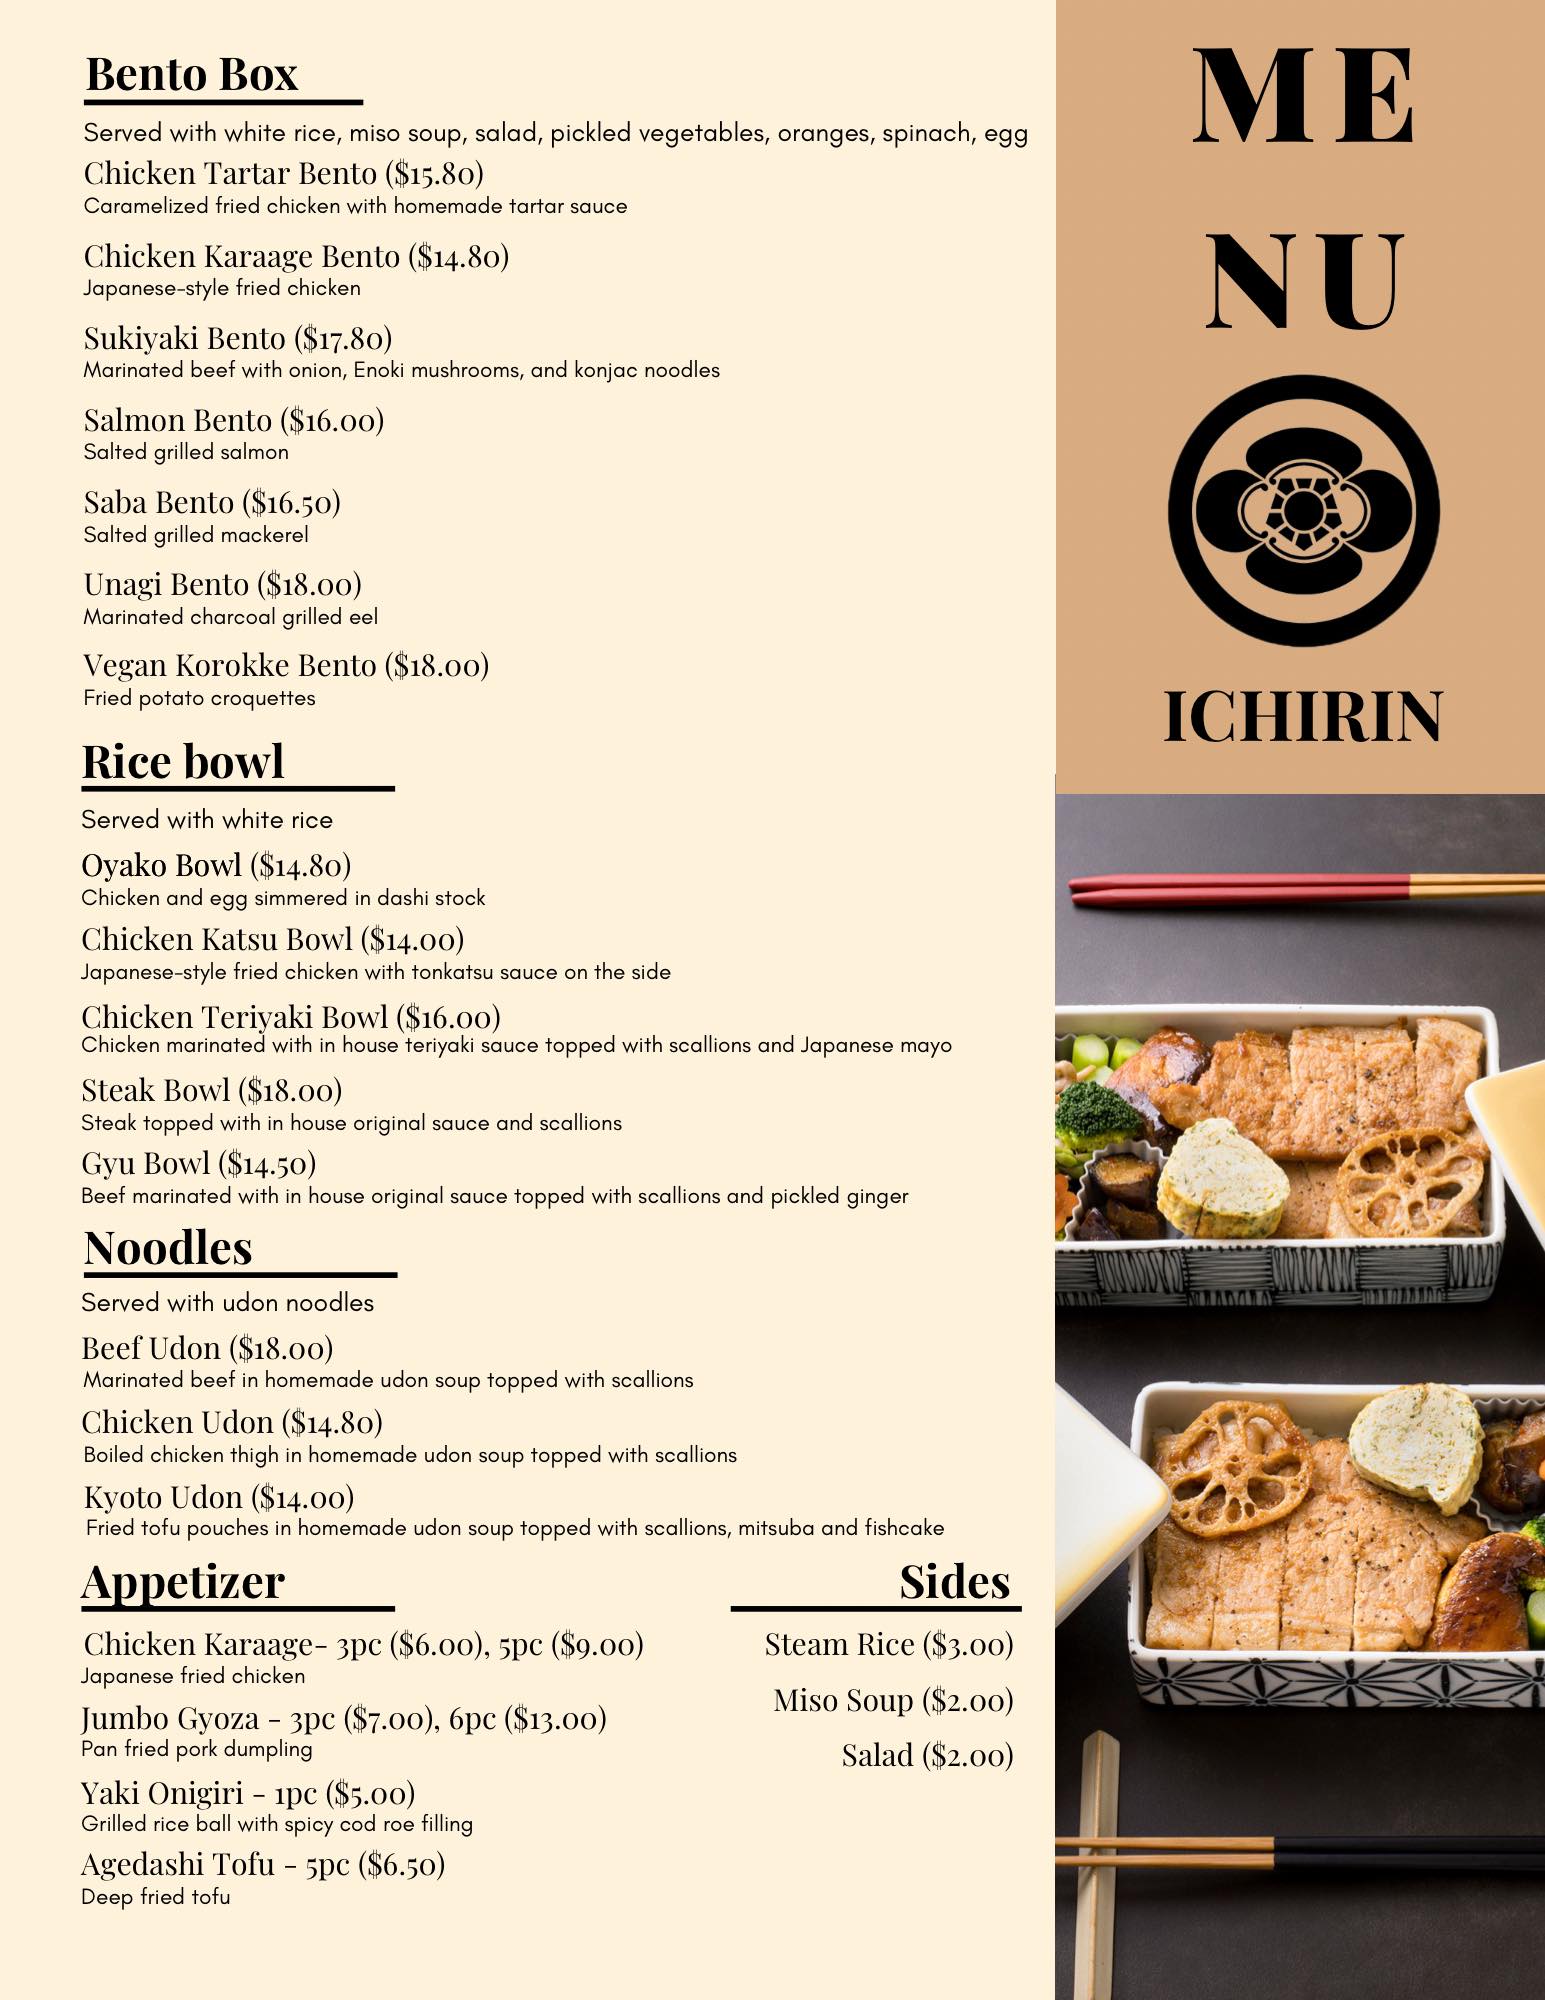 Bento Box
Served with white rice, miso soup, salad, pickled vegetables, oranges, spinach, egg
Chicken Tartar Bento ($15.80)
Caramelized fried chicken with homemade tartar sauce
Chicken Karaage Bento ($14.80)
Japanese-style fried chicken
Sukiyaki Bento ($17.80)
Marinated beef with onion, Enoki mushrooms, and konjac noodles
Salmon Bento ($16.00)
Salted grilled salmon
Saba Bento ($16.50)
Salted grilled mackerel
Unagi Bento ($18.00)
Marinated charcoal grilled eel
Vegan Korokke Bento ($18.00)
Fried potato croquettes
Rice bowl
Served with white rice
Oyako Bowl ($14.80)
Chicken and egg simmered in dashi stock
Chicken Katsu Bowl ($14.00)
Japanese-style fried chicken with tonkatsu sauce on the side
Chicken Teriyaki Bowl ($16.00)
Chicken marinated with in house teriyaki sauce topped with scallions and Japanese mayo
Steak Bowl ($18.00)
Steak topped with in house original sauce and scallions
Gyu Bowl ($14.50)
Beef marinated with in house original sauce topped with scallions and pickled ginger
Noodles
Served with udon noodles
Beef Udon ($18.00)
Marinated beef in homemade udon soup topped with scallions
Chicken Udon ($14.80)
Boiled chicken thigh in homemade udon soup topped with scallions
Kyoto Udon ($14.00)
Fried tofu pouches in homemade udon soup topped with scallions, mitsuba and fishcake
Appetizer
Chicken Karaage- 3pc ($6.00), 5pc ($9.00)
Japanese fried chicken
Jumbo Gyoza - 3pc ($7.00), 6pc ($13.00)
Pan fried pork dumpling
Yaki Onigiri - 1pc ($5.00)
Grilled rice ball with spicy cod roe filling
Agedashi Tofu - 5pc ($6.50)
Deep fried tofu
Sides
Steam Rice ($3.00)
Miso Soup ($2.00)
Salad ($2.00)
ME
NU
ICHIRIN